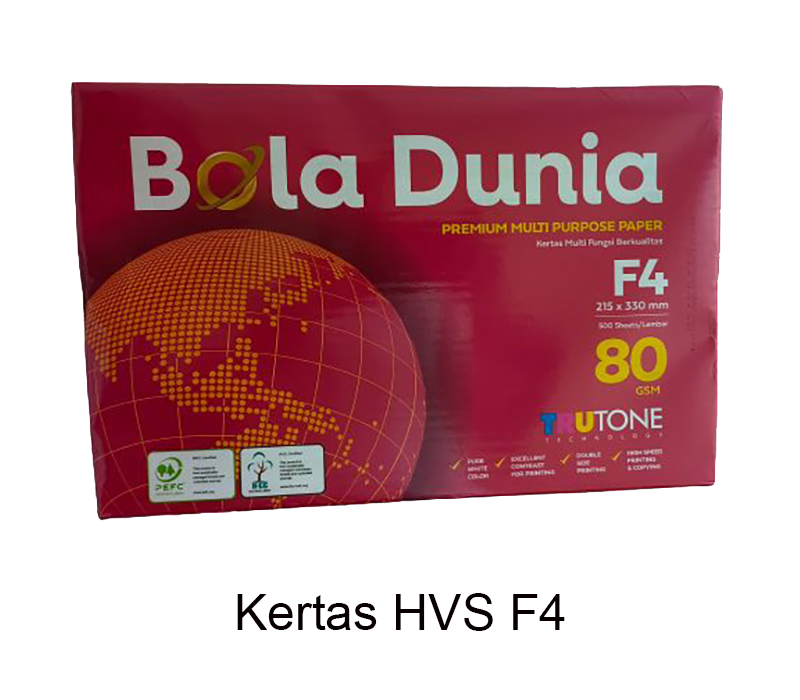 Bola Dunia
PREMIUM MULTI PURPOSE PAPER
Kertas Multi Fungsi Berkualitas
F4
215 x 330 mm
500 Sheets/Lembar
80
GSM
TRUTONE
TECHNOLOGY
PURE
WHITE
COLOR
EXCELLENT
CONTRAST
FOR PRINTING
DOUBLE
SIDE
PRINTING
HIGH SPEED
PRINTING
& COPYING
PEFC
Kertas HVS F4